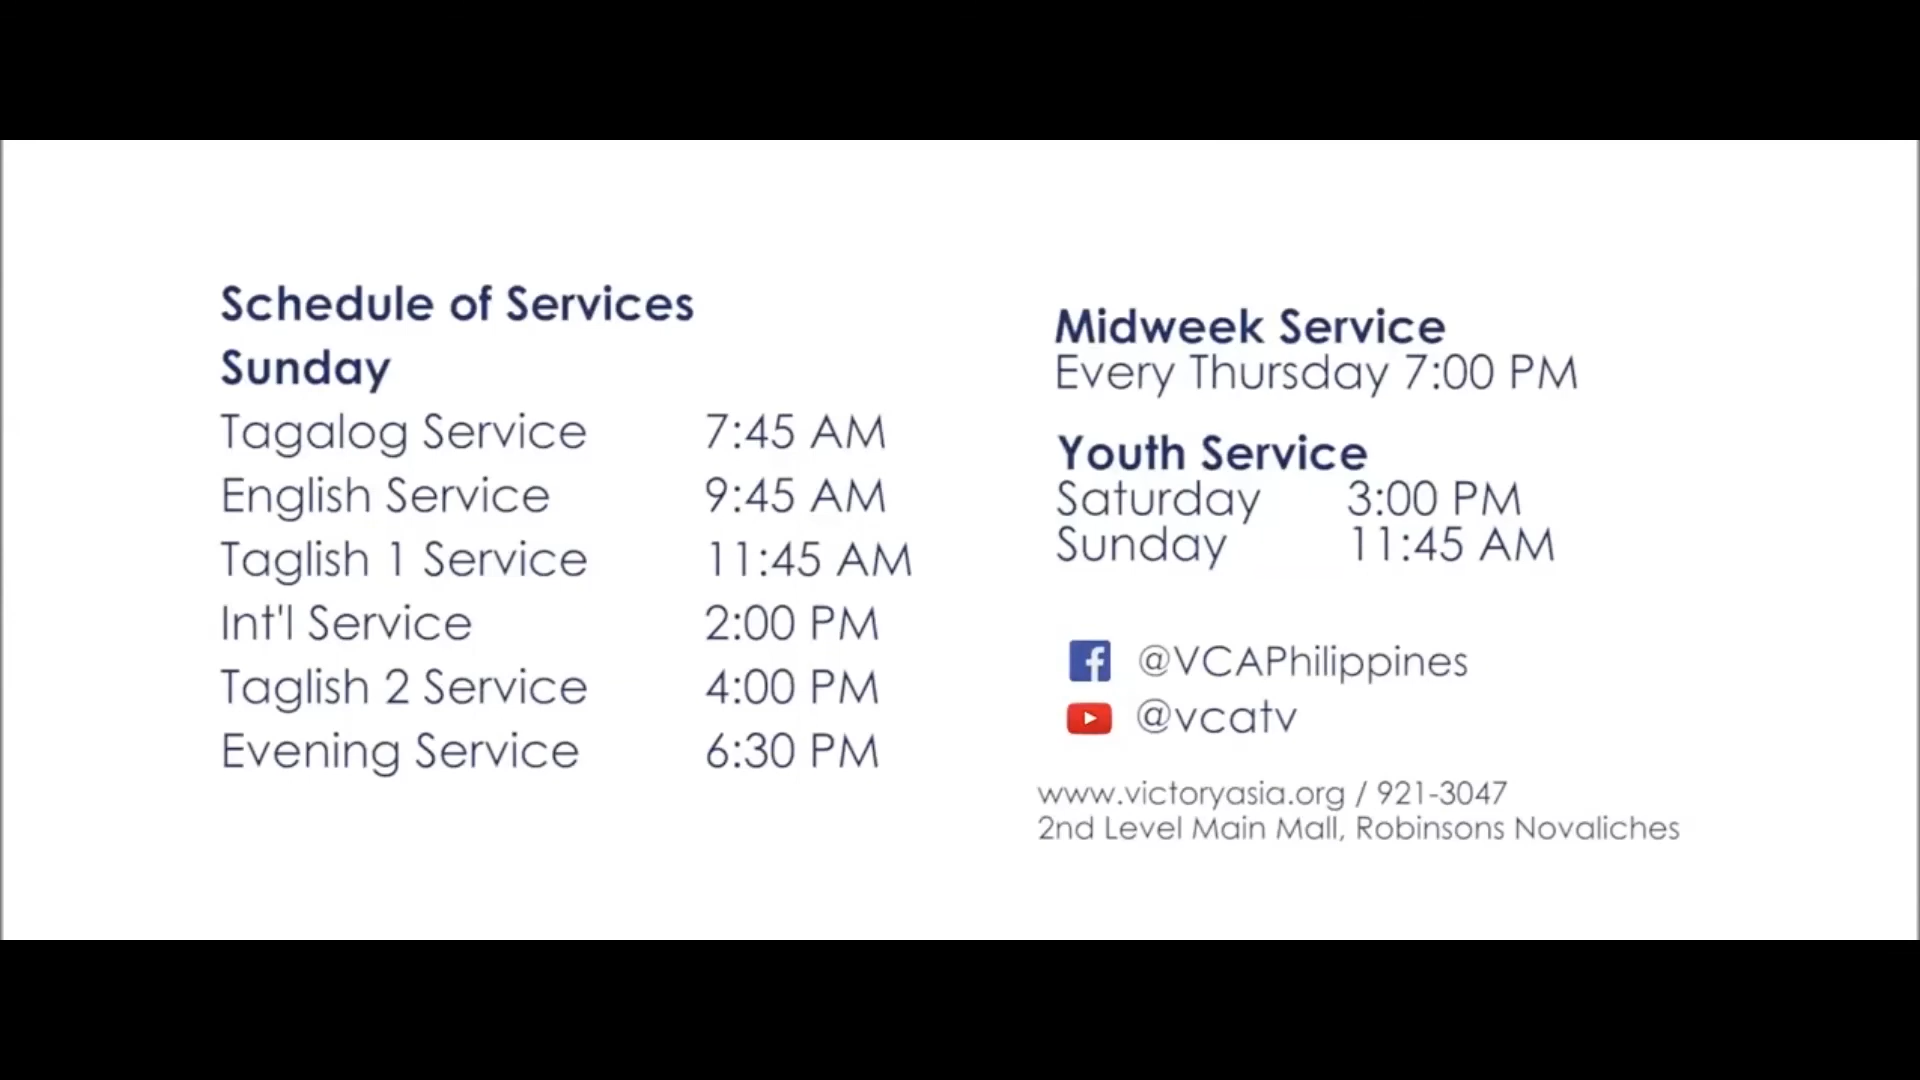 Schedule of Services
Sunday
Tagalog Service 7:45 AM
English Service 9:45 AM
Taglish 1 Service 11:45 AM
Int'l Service 2:00 PM
Taglish 2 Service 4:00 PM
Evening Service 6:30 PM
Midweek Service
Every Thursday 7:00 PM
Youth Service
Saturday 3:00 PM
Sunday 11:45 AM
@VCAPhilippines
@vcatv
www.victoryasia.org / 921-3047
2nd Level Main Mall, Robinsons Novaliches